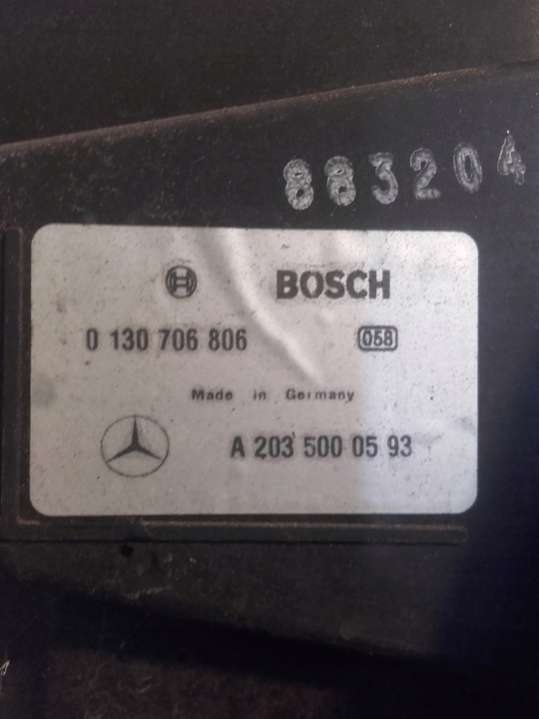 883204
BOSCH
0 130 706 806 058
Made in Germany
A 203 500 05 93